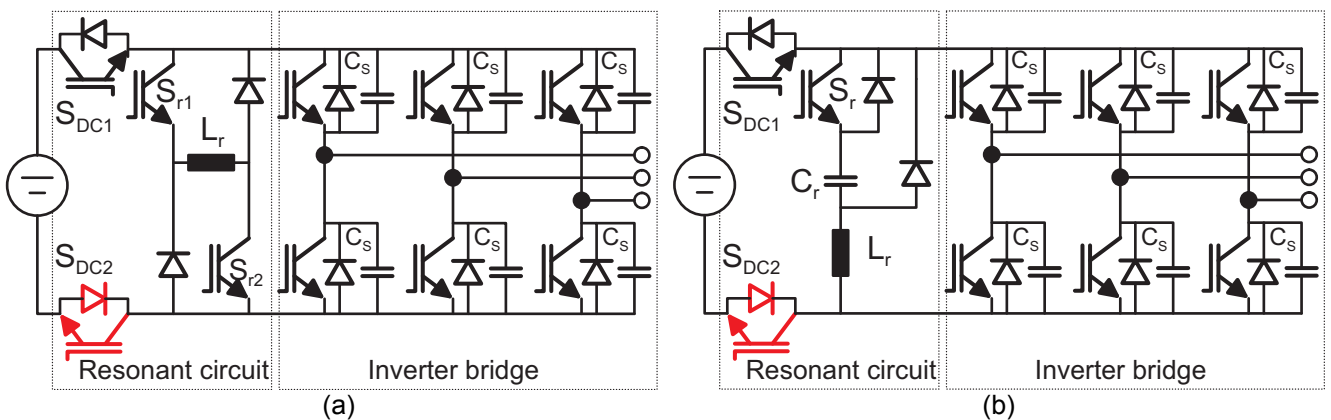 S_DC1
S_r1
L_r
C_S
C_S
C_S
S_DC2
S_r2
C_S
C_S
C_S
Resonant circuit
Inverter bridge
(a)
S_DC1
S_r
C_r
L_r
C_S
C_S
C_S
S_DC2
C_S
C_S
C_S
Resonant circuit
Inverter bridge
(b)